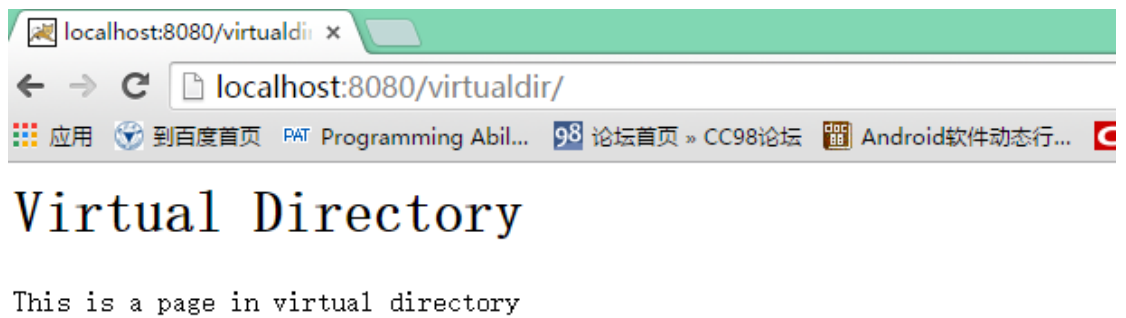 localhost:8080/virtualdi
localhost:8080/virtualdir/
应用 到百度首页 PAT Programming Abil... 98 论坛首页 » CC98论坛 Android软件动态行...
Virtual Directory
This is a page in virtual directory